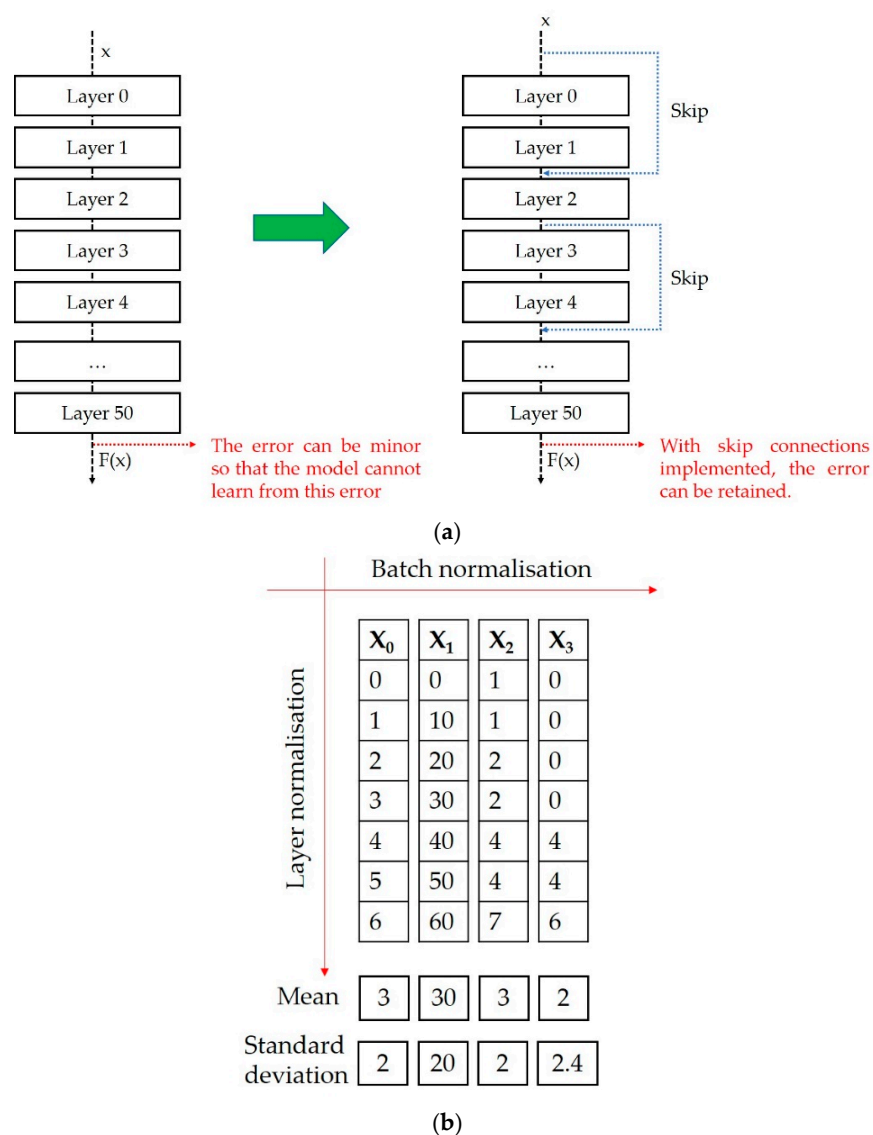 x
Layer 0
Layer 1
Layer 2
Layer 3
Layer 4
...
Layer 50
F(x)
The error can be minor
so that the model cannot
learn from this error
x
Layer 0
Skip
Layer 1
Layer 2
Layer 3
Skip
Layer 4
...
Layer 50
F(x)
With skip connections
implemented, the error
can be retained.
(a)
Batch normalisation
Layer normalisation
X₀ X₁ X₂ X₃
0 0 1 0
1 10 1 0
2 20 2 0
3 30 2 0
4 40 4 4
5 50 4 4
6 60 7 6
Mean 3 30 3 2
Standard
deviation 2 20 2 2.4
(b)